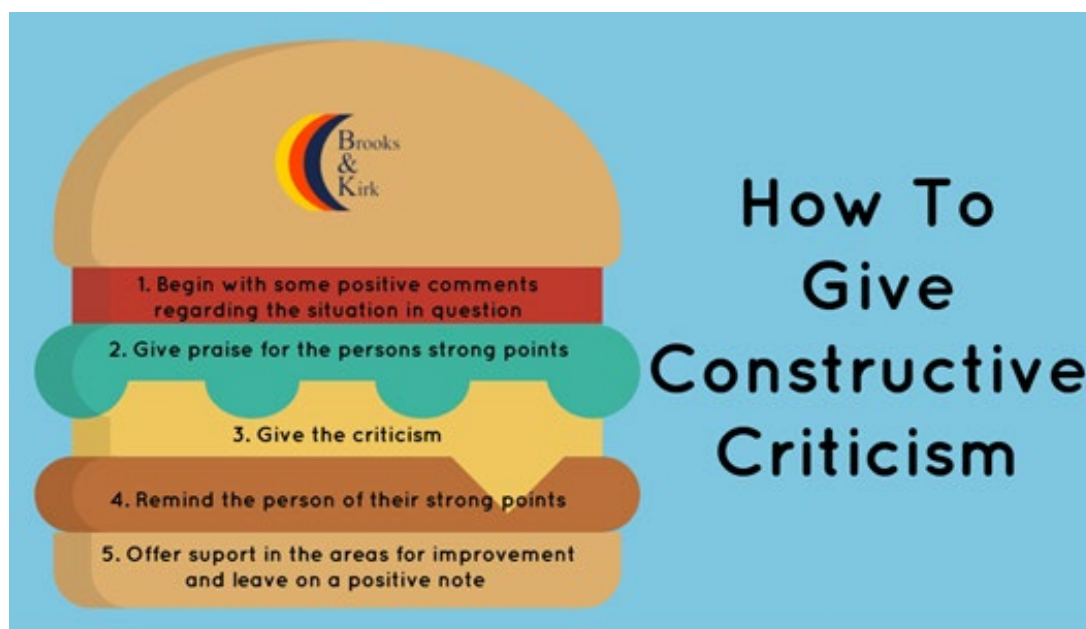 Brooks
&
Kirk
1. Begin with some positive comments
regarding the situation in question
2. Give praise for the persons strong points
3. Give the criticism
4. Remind the person of their strong points
5. Offer suport in the areas for improvement
and leave on a positive note
How To
Give
Constructive
Criticism